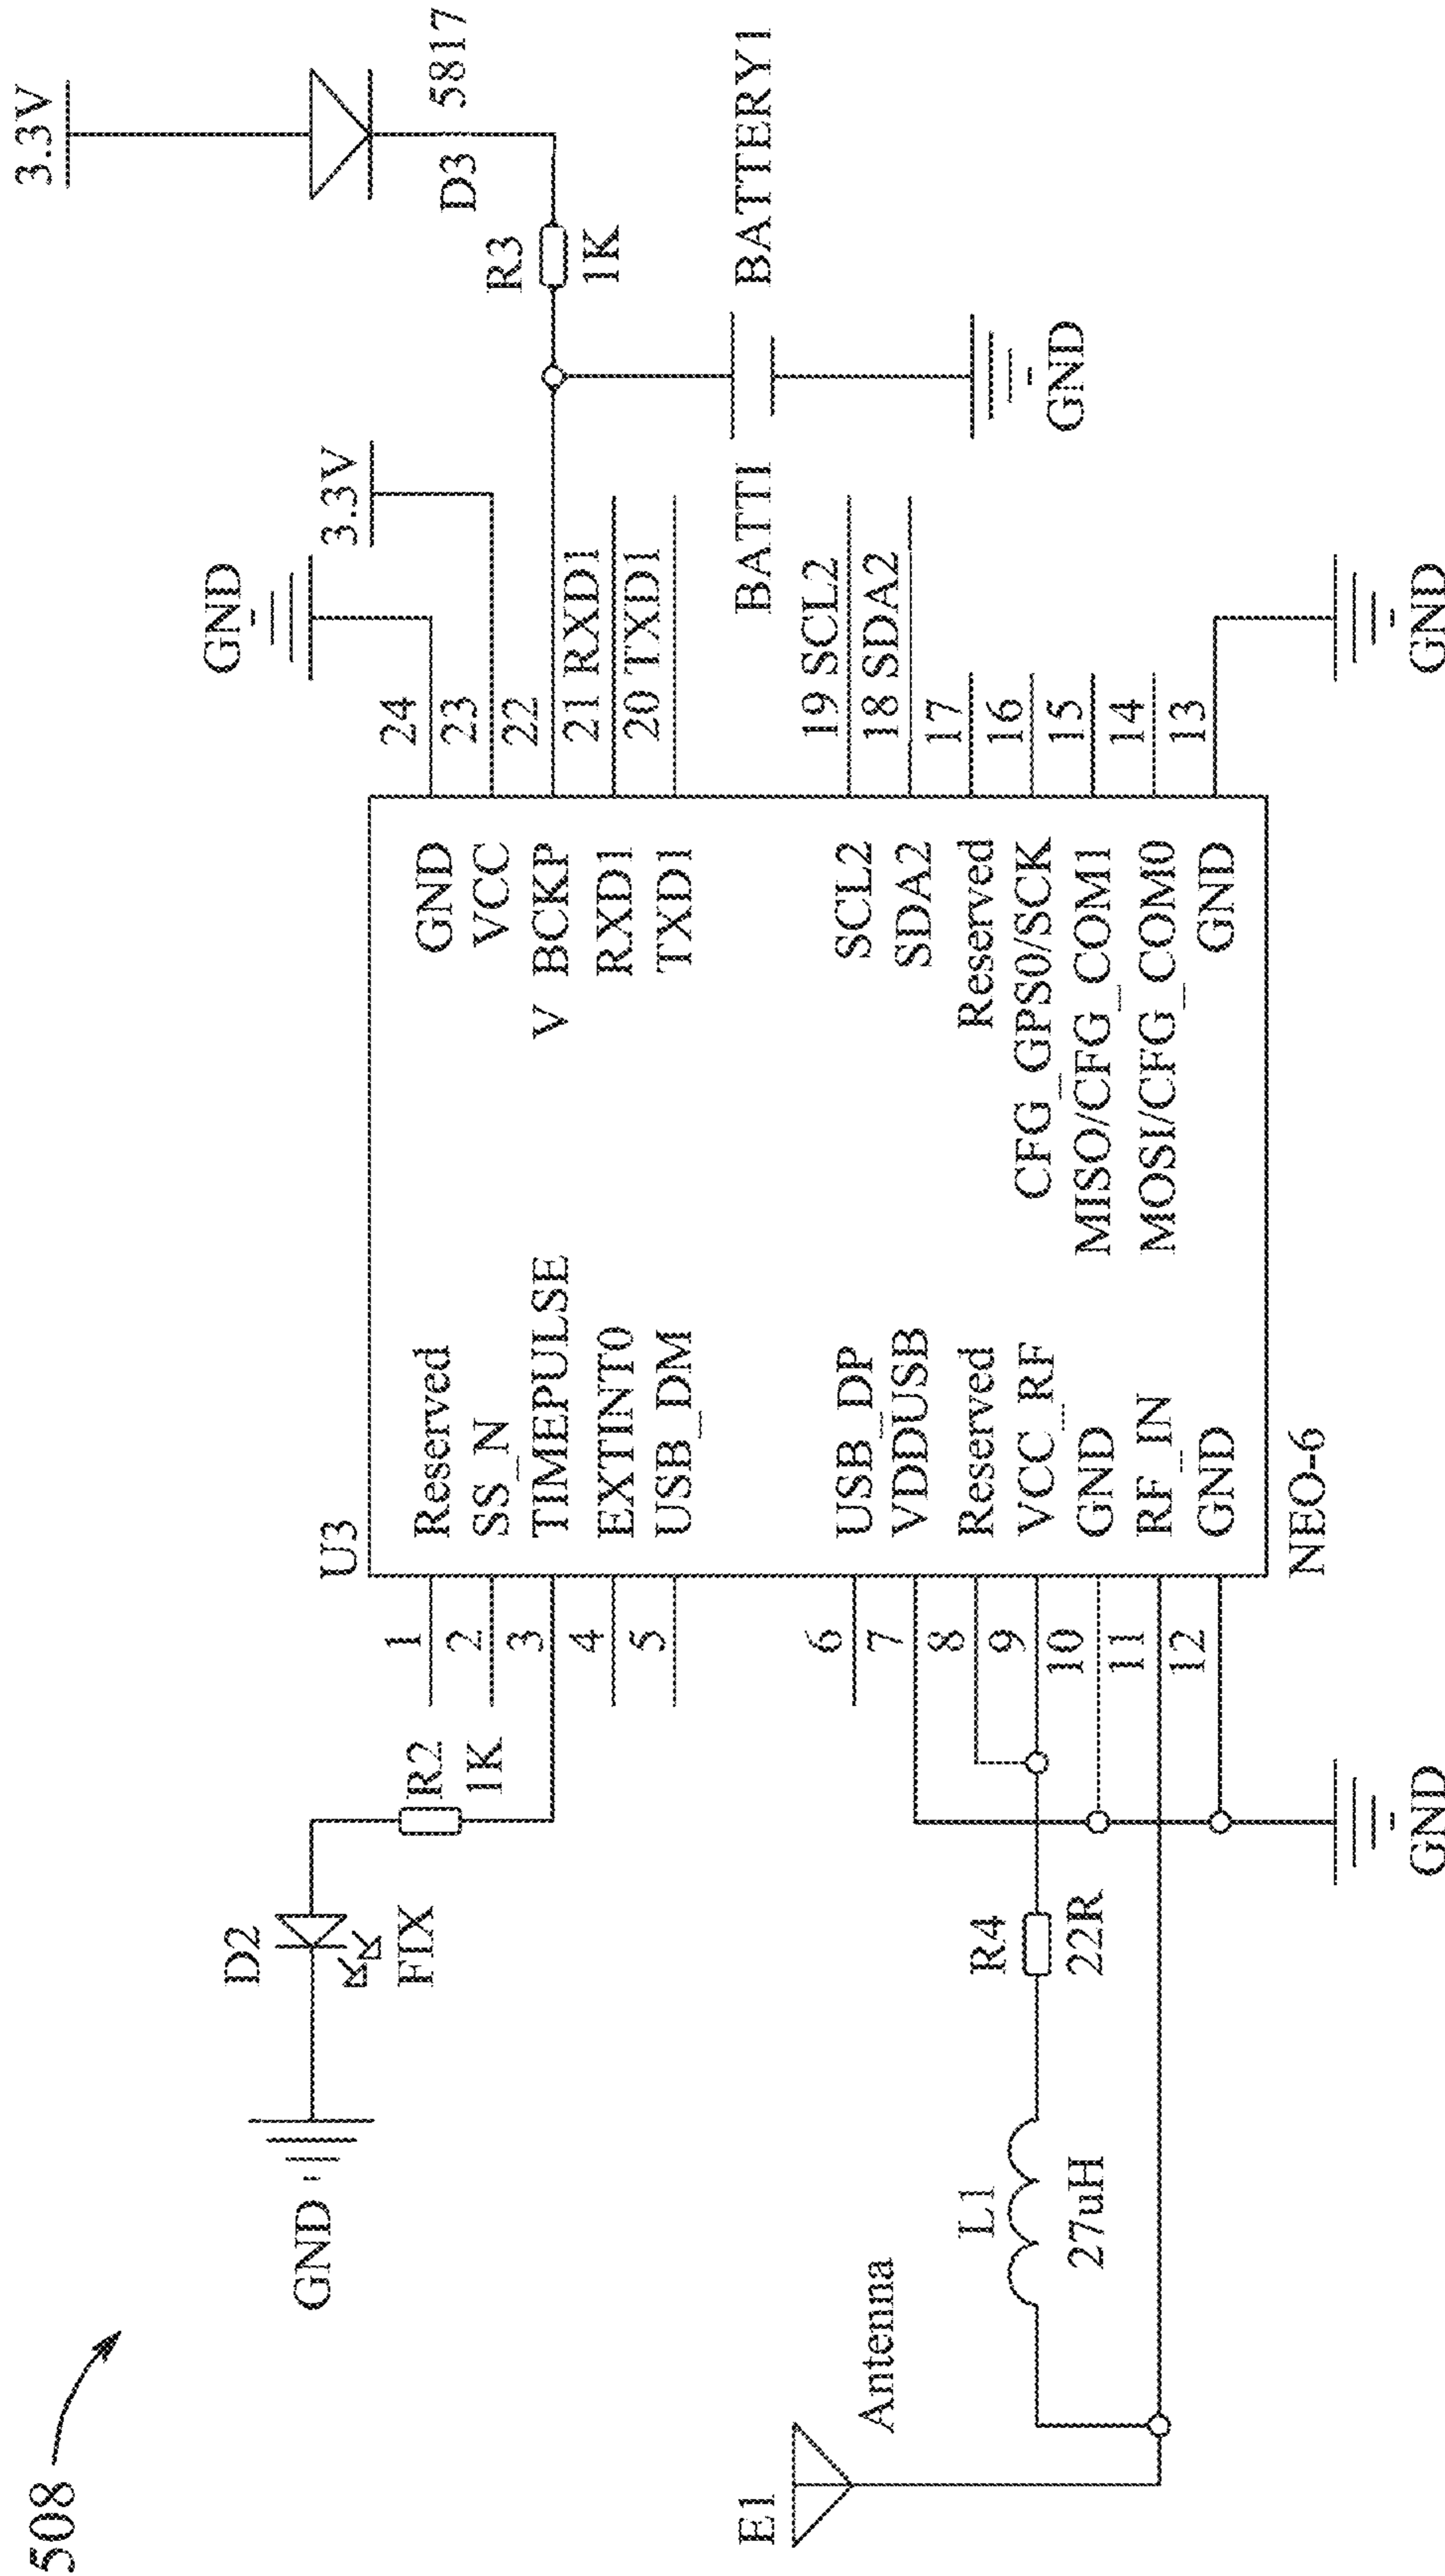 508
3.3V
GND
3.3V
D3 5817
R3
1K
BATT1 BATTERY1
GND
D2
FIX
GND
R2
1K
U3
1 Reserved
2 SS_N
3 TIMEPULSE
4 EXTINT0
5 USB_DM
6 USB_DP
7 VDDUSB
8 Reserved
9 VCC_RF
10 GND
11 RF_IN
12 GND
GND 24
VCC 23
V BCKP 22
RXD1 21 RXD1
TXD1 20 TXD1
SCL2 19 SCL2
SDA2 18 SDA2
Reserved 17
CFG_GPS0/SCK 16
MISO/CFG_COM1 15
MOSI/CFG_COM0 14
GND 13
NEO-6
E1
Antenna
L1
27uH
R4
22R
GND
GND